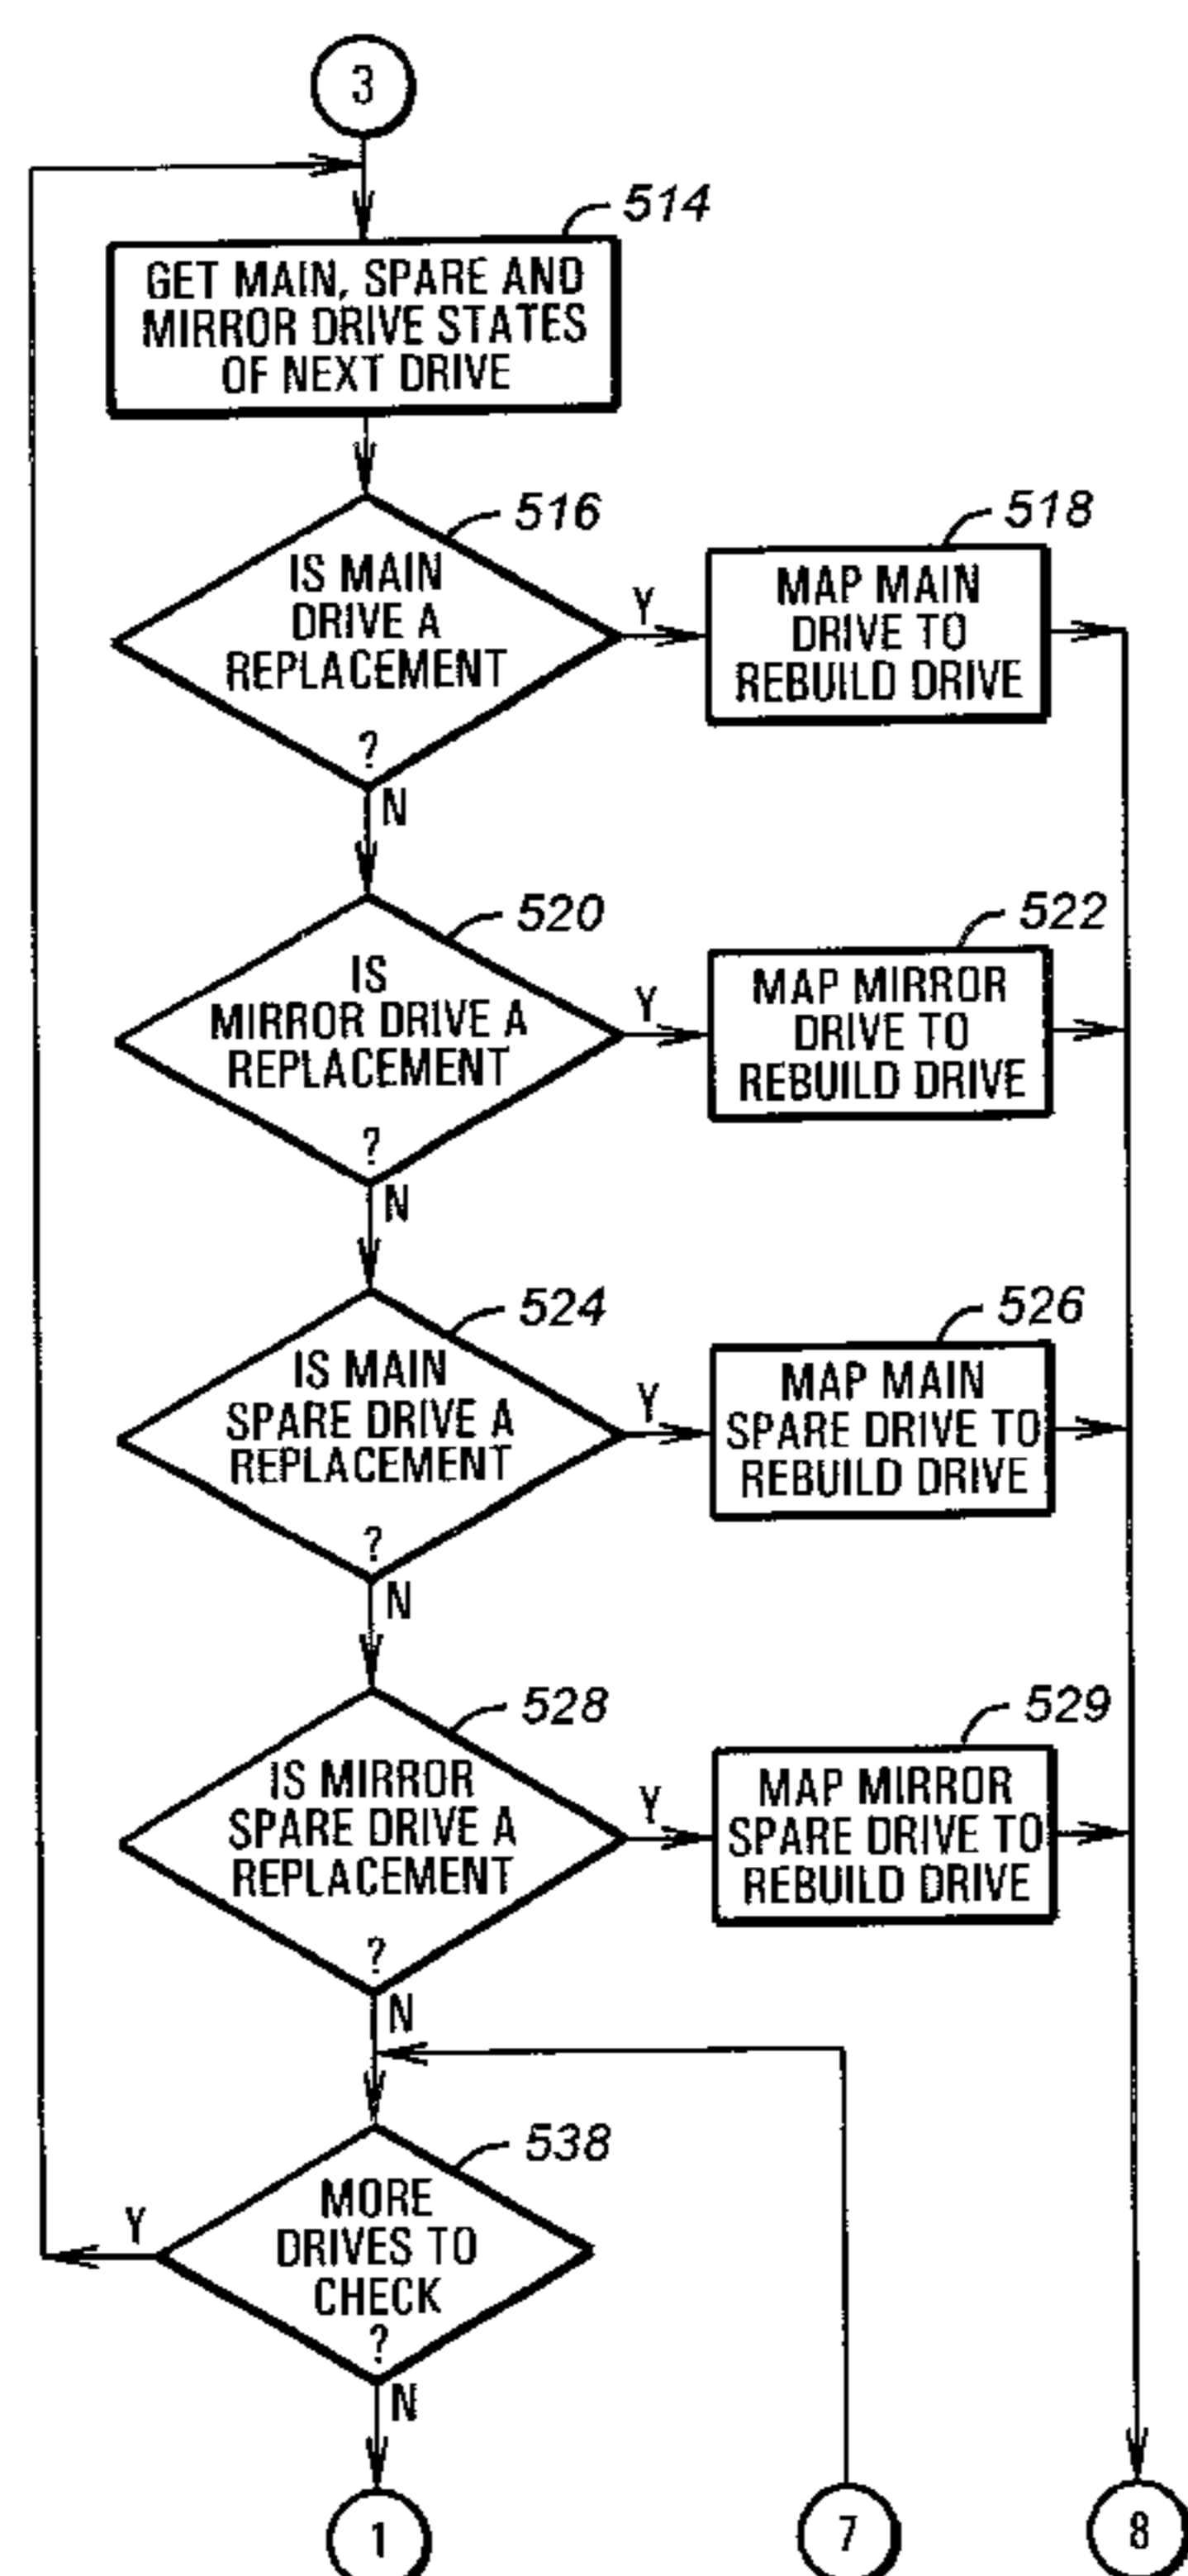 3
514
GET MAIN, SPARE AND
MIRROR DRIVE STATES
OF NEXT DRIVE
516
IS MAIN
DRIVE A
REPLACEMENT
?
Y
N
518
MAP MAIN
DRIVE TO
REBUILD DRIVE
520
IS
MIRROR DRIVE A
REPLACEMENT
?
Y
N
522
MAP MIRROR
DRIVE TO
REBUILD DRIVE
524
IS MAIN
SPARE DRIVE A
REPLACEMENT
?
Y
N
526
MAP MAIN
SPARE DRIVE TO
REBUILD DRIVE
528
IS MIRROR
SPARE DRIVE A
REPLACEMENT
?
Y
N
529
MAP MIRROR
SPARE DRIVE TO
REBUILD DRIVE
538
MORE
DRIVES TO
CHECK
?
Y
N
1
7
8